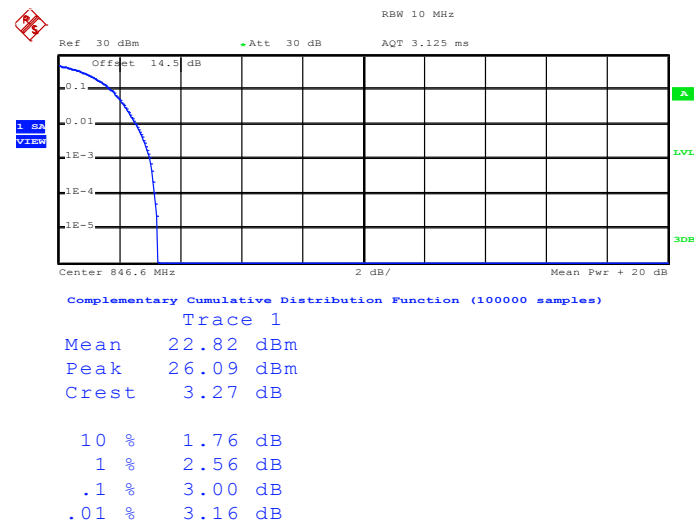 RBW 10 MHz
Ref 30 dBm * Att 30 dB AQT 3.125 ms
Offset 14.5 dB
0.1
A
0.01
1 SA
VIEW
1E-3
LVL
1E-4
1E-5
3DB
Center 846.6 MHz 2 dB/ Mean Pwr + 20 dB
Complementary Cumulative Distribution Function (100000 samples)
Trace 1
Mean 22.82 dBm
Peak 26.09 dBm
Crest 3.27 dB
10 % 1.76 dB
1 % 2.56 dB
.1 % 3.00 dB
.01 % 3.16 dB